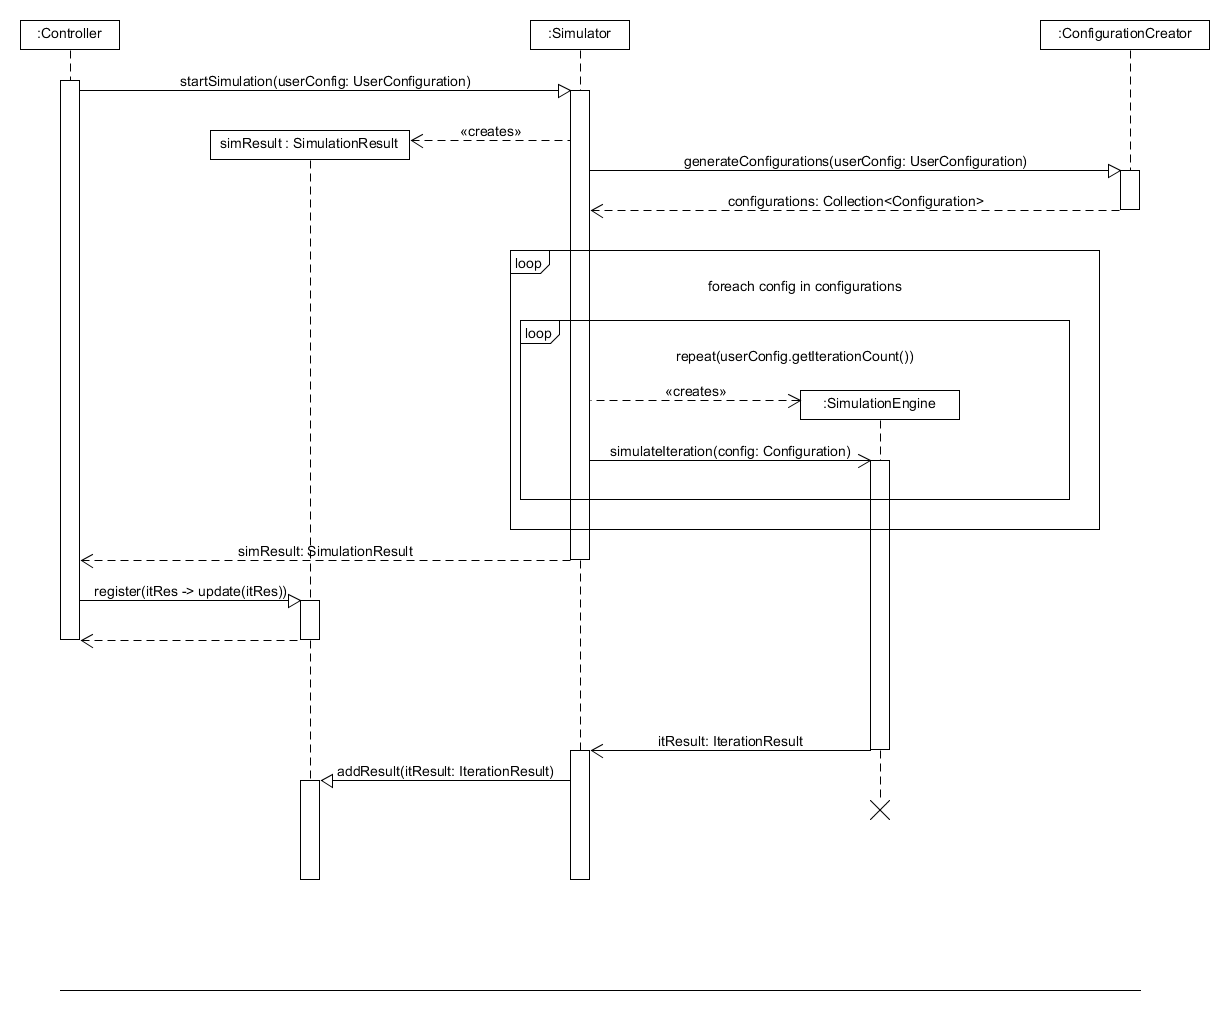 :Controller
:Simulator
:ConfigurationCreator
startSimulation(userConfig: UserConfiguration)
«creates»
simResult : SimulationResult
generateConfigurations(userConfig: UserConfiguration)
configurations: Collection<Configuration>
loop
foreach config in configurations
loop
repeat(userConfig.getIterationCount())
«creates»
:SimulationEngine
simulateIteration(config: Configuration)
simResult: SimulationResult
register(itRes -> update(itRes))
itResult: IterationResult
addResult(itResult: IterationResult)